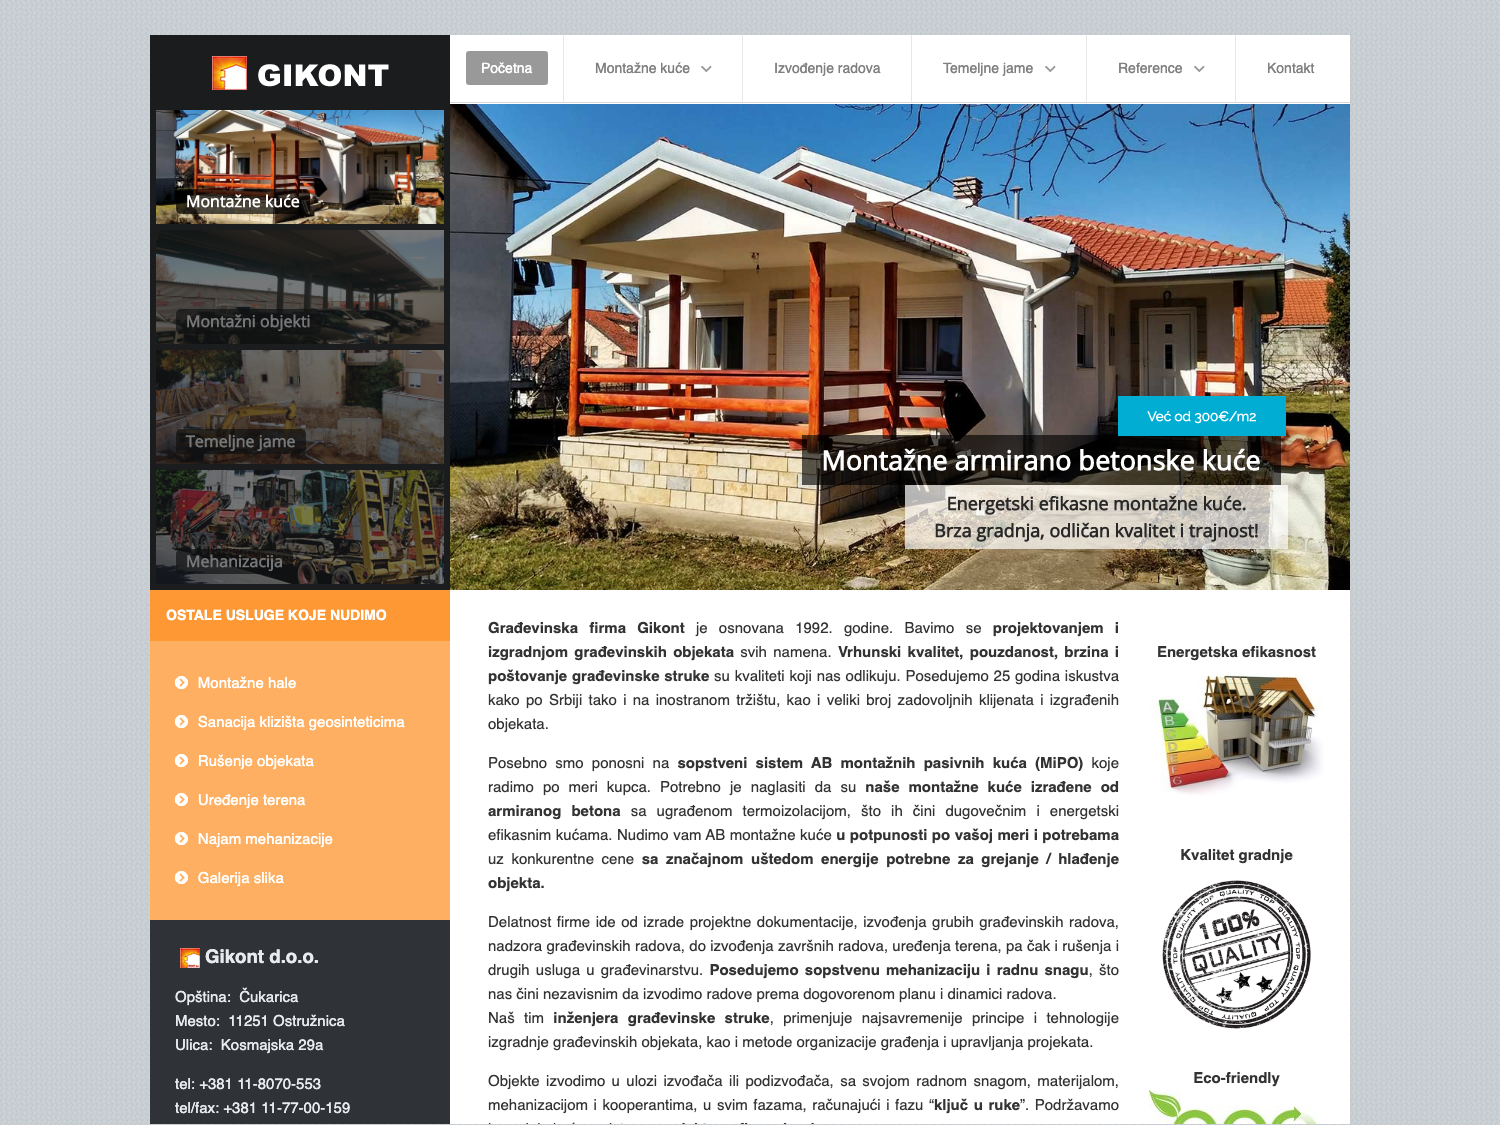 GIKONT
Početna
Montažne kuće
Izvođenje radova
Temeljne jame
Reference
Kontakt
Montažne kuće
Montažni objekti
Temeljne jame
Mehanizacija
Već od 300€/m2
Montažne armirano betonske kuće
Energetski efikasne montažne kuće.
Brza gradnja, odličan kvalitet i trajnost!
OSTALE USLUGE KOJE NUDIMO
Montažne hale
Sanacija klizišta geosinteticima
Rušenje objekata
Uređenje terena
Najam mehanizacije
Galerija slika
Gikont d.o.o.
Opština: Čukarica
Mesto: 11251 Ostružnica
Ulica: Kosmajska 29a
tel: +381 11-8070-553
tel/fax: +381 11-77-00-159
Građevinska firma Gikont je osnovana 1992. godine. Bavimo se projektovanjem i
izgradnjom građevinskih objekata svih namena. Vrhunski kvalitet, pouzdanost, brzina i
poštovanje građevinske struke su kvaliteti koji nas odlikuju. Posedujemo 25 godina iskustva
kako po Srbiji tako i na inostranom tržištu, kao i veliki broj zadovoljnih klijenata i izgrađenih
objekata.
Posebno smo ponosni na sopstveni sistem AB montažnih pasivnih kuća (MiPO) koje
radimo po meri kupca. Potrebno je naglasiti da su naše montažne kuće izrađene od
armiranog betona sa ugrađenom termoizolacijom, što ih čini dugovečnim i energetski
efikasnim kućama. Nudimo vam AB montažne kuće u potpunosti po vašoj meri i potrebama
uz konkurentne cene sa značajnom uštedom energije potrebne za grejanje / hlađenje
objekta.
Delatnost firme ide od izrade projektne dokumentacije, izvođenja grubih građevinskih radova,
nadzora građevinskih radova, do izvođenja završnih radova, uređenja terena, pa čak i rušenja i
drugih usluga u građevinarstvu. Posedujemo sopstvenu mehanizaciju i radnu snagu, što
nas čini nezavisnim da izvodimo radove prema dogovorenom planu i dinamici radova.
Naš tim inženjera građevinske struke, primenjuje najsavremenije principe i tehnologije
izgradnje građevinskih objekata, kao i metode organizacije građenja i upravljanja projekata.
Objekte izvodimo u ulozi izvođača ili podizvođača, sa svojom radnom snagom, materijalom,
mehanizacijom i kooperantima, u svim fazama, računajući i fazu “ključ u ruke”. Podržavamo
Energetska efikasnost
A
B
C
D
E
F
G
Kvalitet gradnje
TOP QUALITY
100%
QUALITY
Eco-friendly